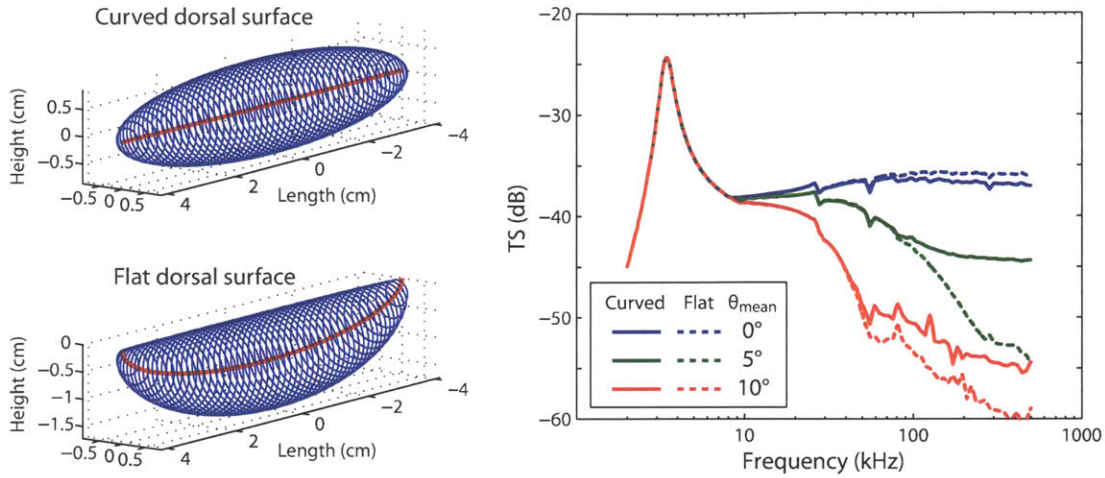 Curved dorsal surface
Height (cm)
0.5
0
−0.5
−0.5 0 0.5
4
2
0
−2
−4
Length (cm)
Flat dorsal surface
Height (cm)
0
−0.5
−1
−1.5
−0.5 0 0.5
4
2
0
−2
−4
Length (cm)
TS (dB)
−20
−30
−40
−50
−60
Curved Flat θmean
0°
5°
10°
10
100
1000
Frequency (kHz)